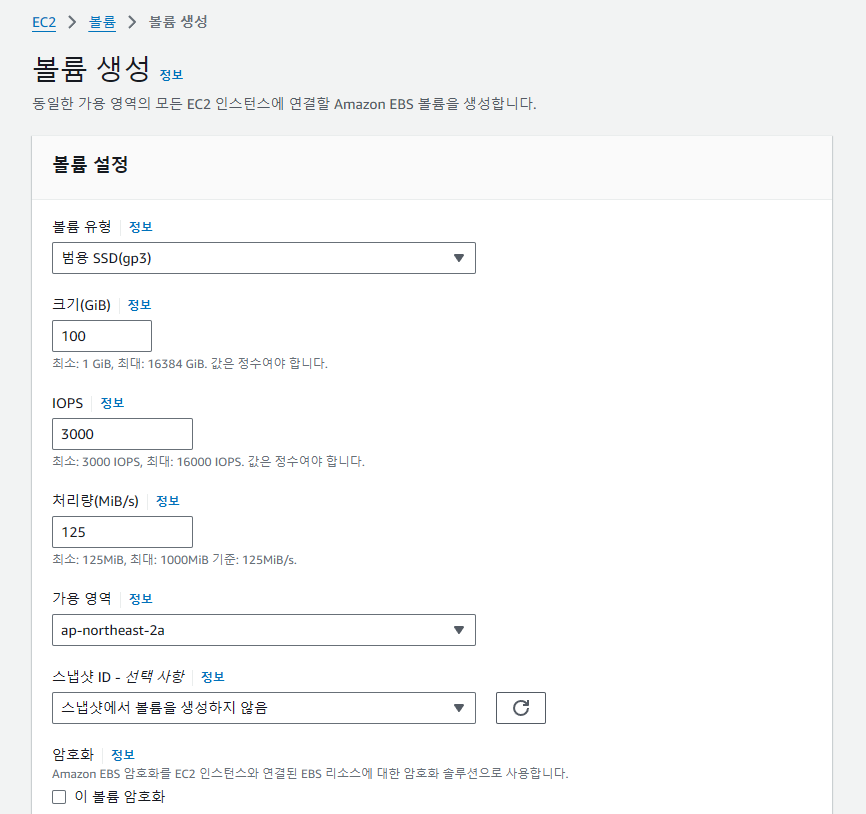 EC2 > 볼륨 > 볼륨 생성
볼륨 생성 정보
동일한 가용 영역의 모든 EC2 인스턴스에 연결할 Amazon EBS 볼륨을 생성합니다.
볼륨 설정
볼륨 유형 정보
범용 SSD(gp3)
크기(GiB) 정보
100
최소: 1 GiB, 최대: 16384 GiB. 값은 정수여야 합니다.
IOPS 정보
3000
최소: 3000 IOPS, 최대: 16000 IOPS. 값은 정수여야 합니다.
처리량(MiB/s) 정보
125
최소: 125MiB, 최대: 1000MiB 기준: 125MiB/s.
가용 영역 정보
ap-northeast-2a
스냅샷 ID - 선택 사항 정보
스냅샷에서 볼륨을 생성하지 않음
암호화 정보
Amazon EBS 암호화를 EC2 인스턴스와 연결된 EBS 리소스에 대한 암호화 솔루션으로 사용합니다.
이 볼륨 암호화